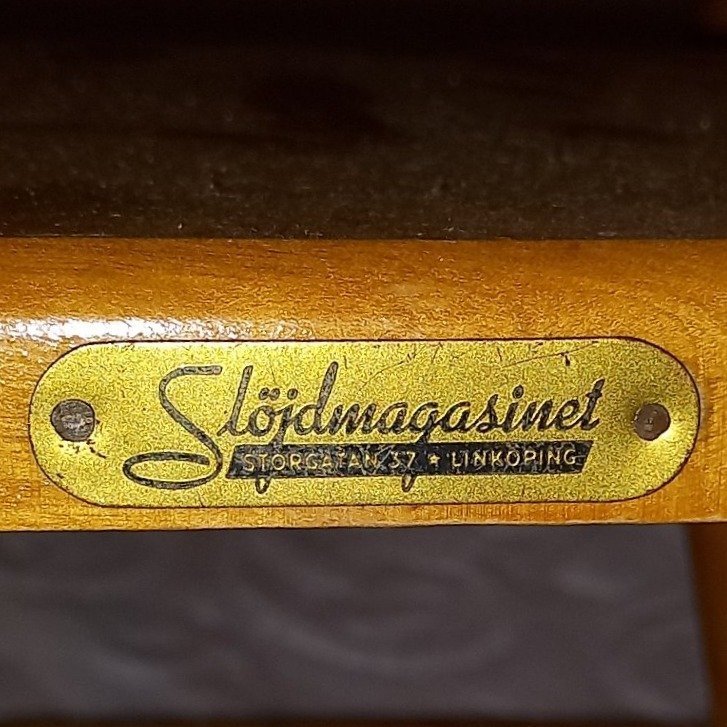 Slöjdmagasinet
STORGATAN 37 ★ LINKÖPING